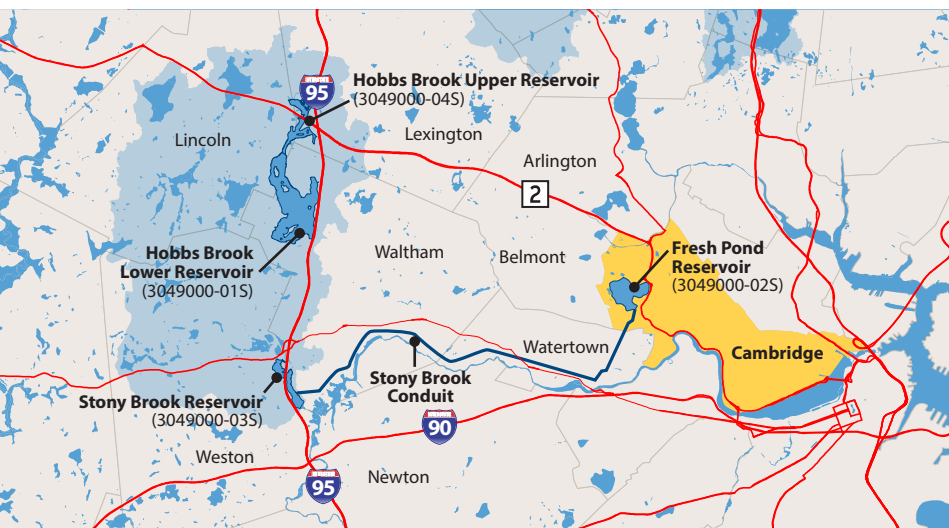 95
Hobbs Brook Upper Reservoir
(3049000-04S)
Lincoln
Lexington
Arlington
2
Hobbs Brook
Lower Reservoir
(3049000-01S)
Waltham
Belmont
Fresh Pond
Reservoir
(3049000-02S)
Watertown
Cambridge
Stony Brook
Conduit
Stony Brook Reservoir
(3049000-03S)
90
Weston
95
Newton